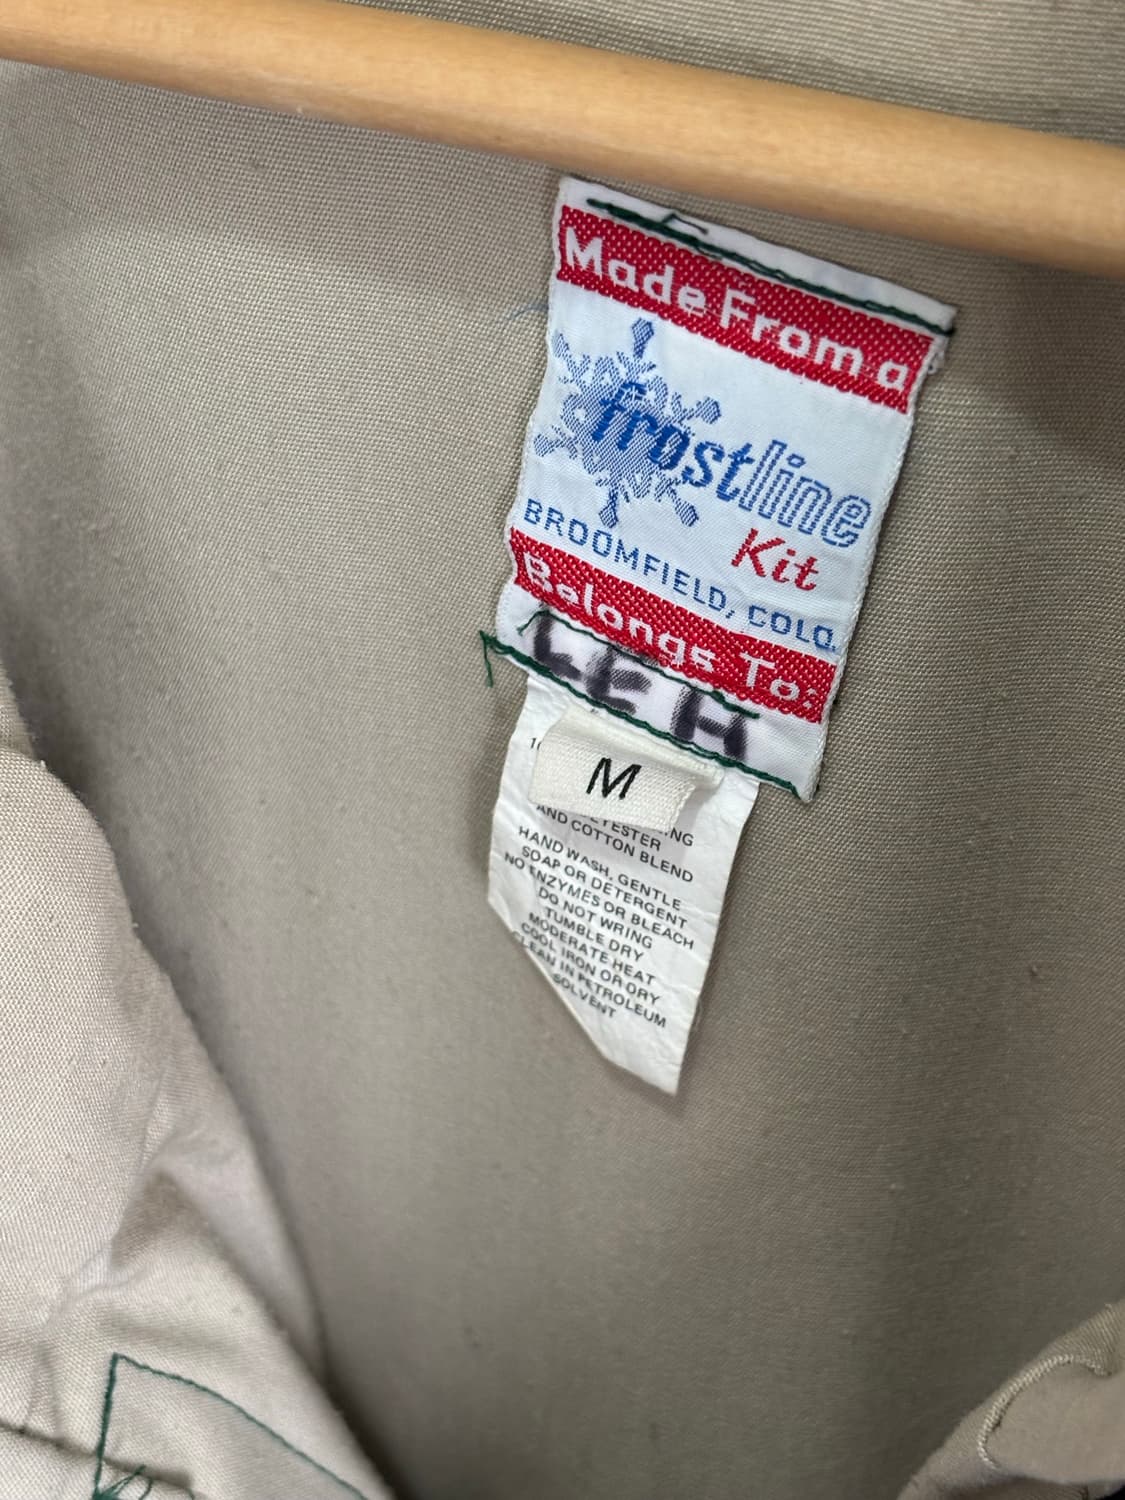 Made From a
frostline
Kit
BROOMFIELD, COLO.
Belongs To:
LEH
M
AND COTTON BLEND
HAND WASH, GENTLE
SOAP OR DETERGENT
NO ENZYMES OR BLEACH
DO NOT WRING
TUMBLE DRY
MODERATE HEAT
COOL IRON OR DRY
CLEAN IN PETROLEUM
SOLVENT